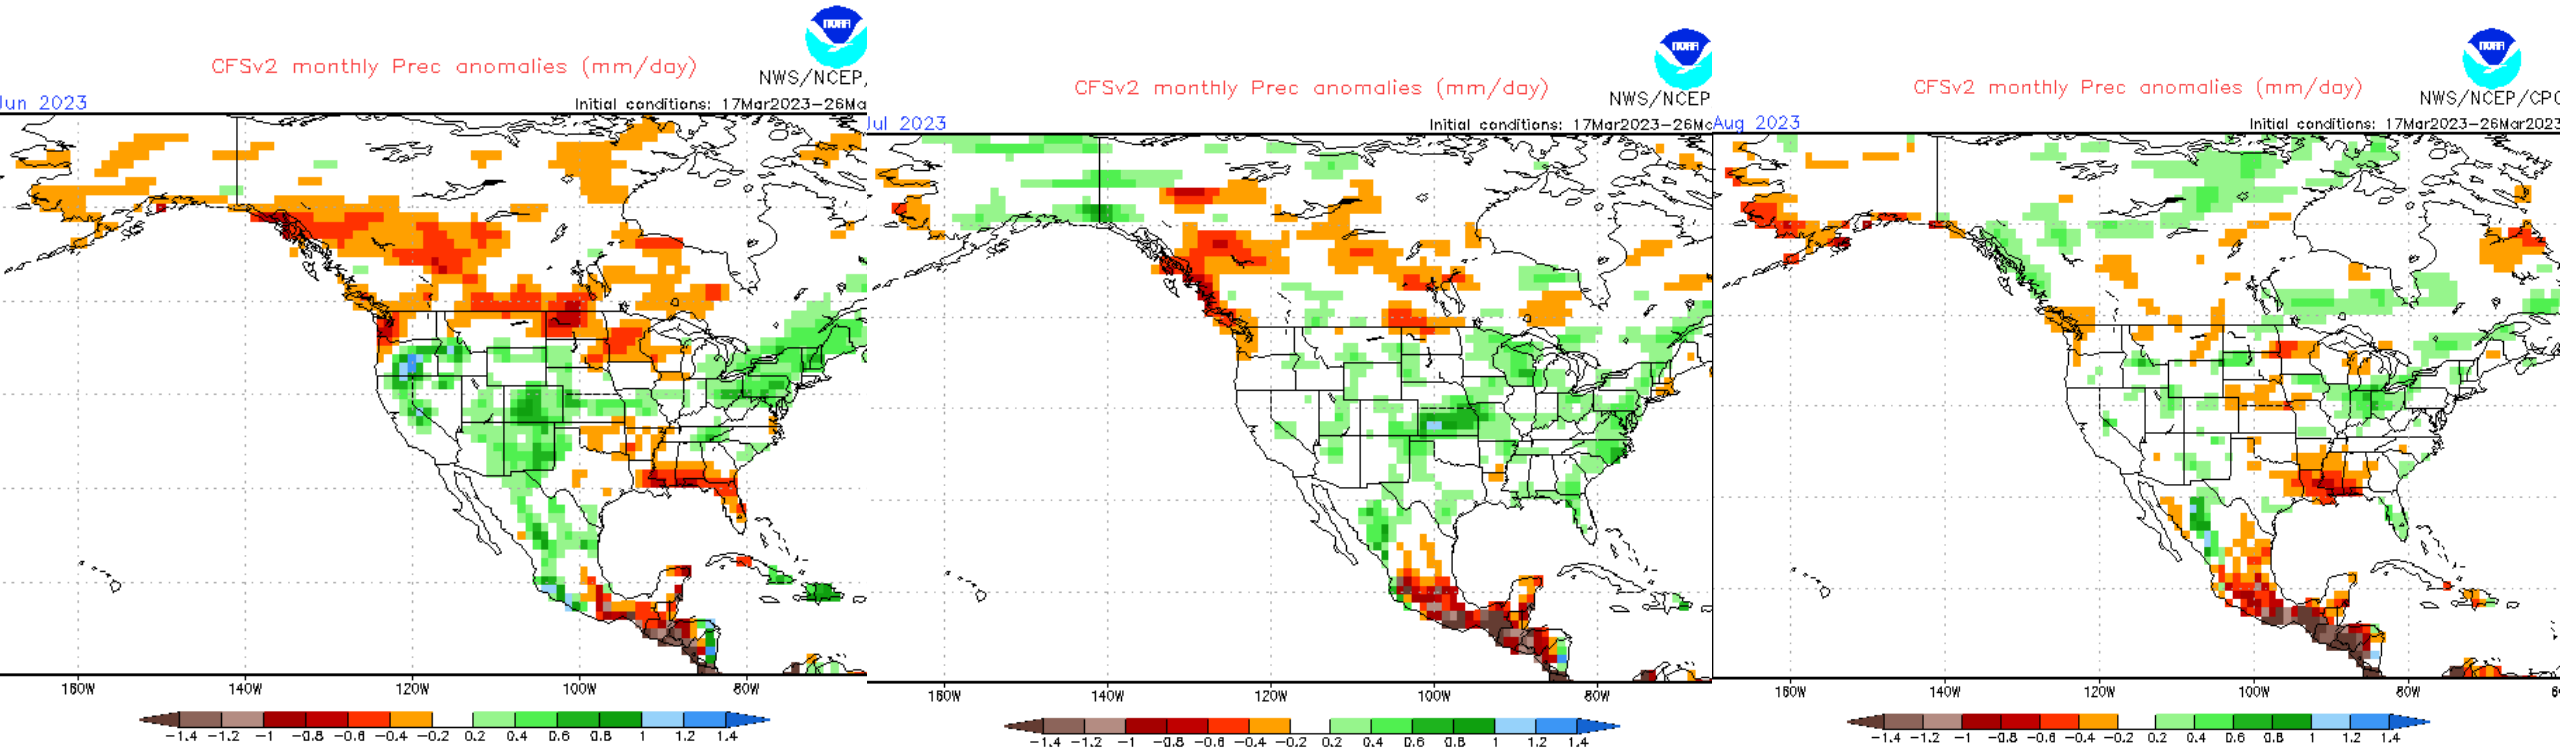 NOAA
CFSv2 monthly Prec anomalies (mm/day)
NWS/NCEP,
Jun 2023
Initial conditions: 17Mar2023-26Ma
160W 140W 120W 100W 80W
-1.4 -1.2 -1 -0.8 -0.6 -0.4 -0.2 0.2 0.4 0.6 0.8 1 1.2 1.4
NOAA
CFSv2 monthly Prec anomalies (mm/day)
NWS/NCEP
Jul 2023
Initial conditions: 17Mar2023-26Ma
160W 140W 120W 100W 80W
-1.4 -1.2 -1 -0.8 -0.6 -0.4 -0.2 0.2 0.4 0.6 0.8 1 1.2 1.4
NOAA
CFSv2 monthly Prec anomalies (mm/day)
NWS/NCEP/CPC
Aug 2023
Initial conditions: 17Mar2023-26Mar2023
160W 140W 120W 100W 80W 6
-1.4 -1.2 -1 -0.8 -0.6 -0.4 -0.2 0.2 0.4 0.6 0.8 1 1.2 1.4